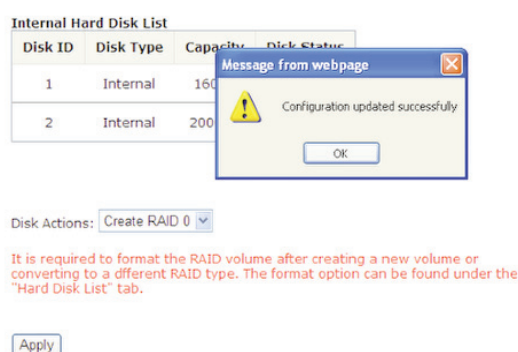 Internal Hard Disk List
Disk ID Disk Type Capacity Disk Status
Message from webpage
1 Internal 160
Configuration updated successfully
2 Internal 200
OK
Disk Actions: Create RAID 0
It is required to format the RAID volume after creating a new volume or
converting to a dfferent RAID type. The format option can be found under the
"Hard Disk List" tab.
Apply